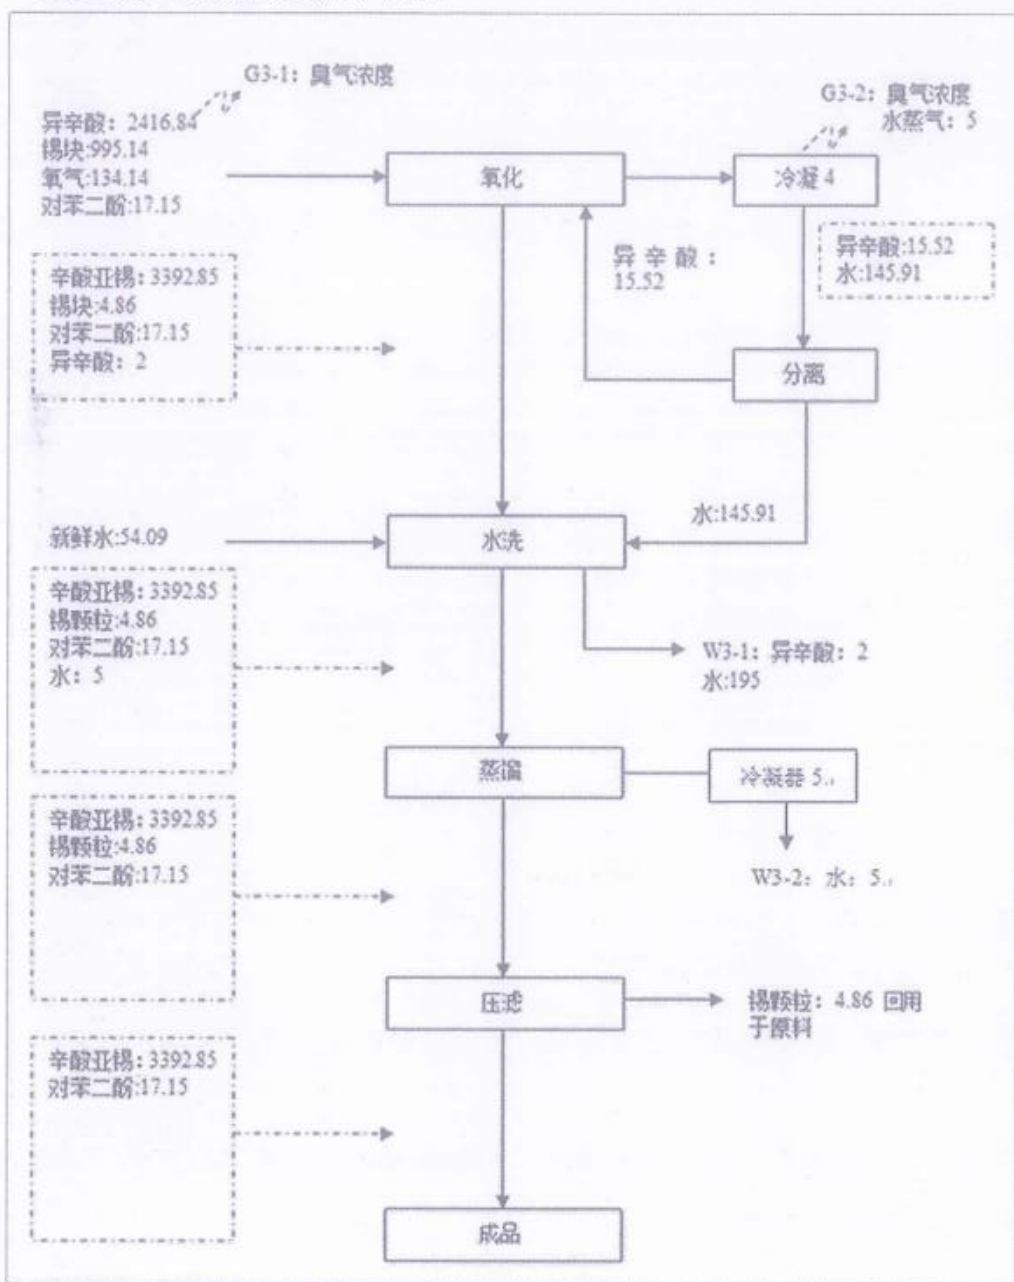 G3-1：臭气浓度
G3-2：臭气浓度
水蒸气：5
异辛酸：2416.84
锡块:995.14
氧气:134.14
对苯二酚:17.15
氧化
冷凝 4
异辛酸：
15.52
异辛酸:15.52
水:145.91
辛酸亚锡：3392.85
锡块:4.86
对苯二酚:17.15
异辛酸：2
分离
水:145.91
新鲜水:54.09
水洗
辛酸亚锡：3392.85
锡颗粒:4.86
对苯二酚:17.15
水：5
W3-1：异辛酸：2
水:195
蒸馏
冷凝器 5
W3-2：水：5
辛酸亚锡：3392.85
锡颗粒:4.86
对苯二酚:17.15
压滤
锡颗粒：4.86 回用
于原料
辛酸亚锡：3392.85
对苯二酚:17.15
成品